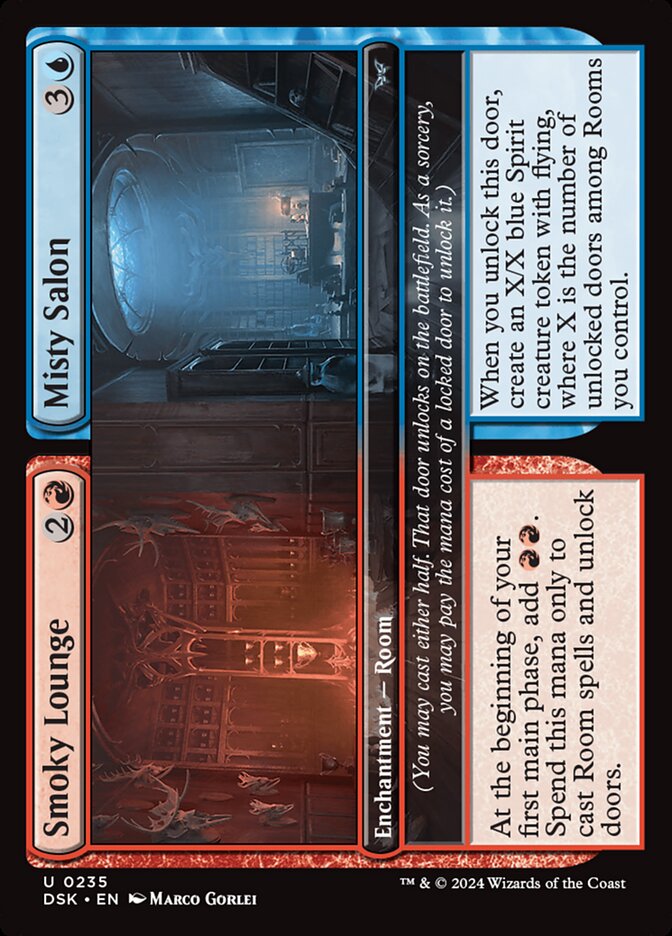 Smoky Lounge 2
Enchantment — Room
(You may cast either half. That door unlocks on the battlefield. As a sorcery,
you may pay the mana cost of a locked door to unlock it.)
At the beginning of your
first main phase, add .
Spend this mana only to
cast Room spells and unlock
doors.
Misty Salon 3
When you unlock this door,
create an X/X blue Spirit
creature token with flying,
where X is the number of
unlocked doors among Rooms
you control.
U 0235
DSK • EN Marco Gorlei
™ & © 2024 Wizards of the Coast